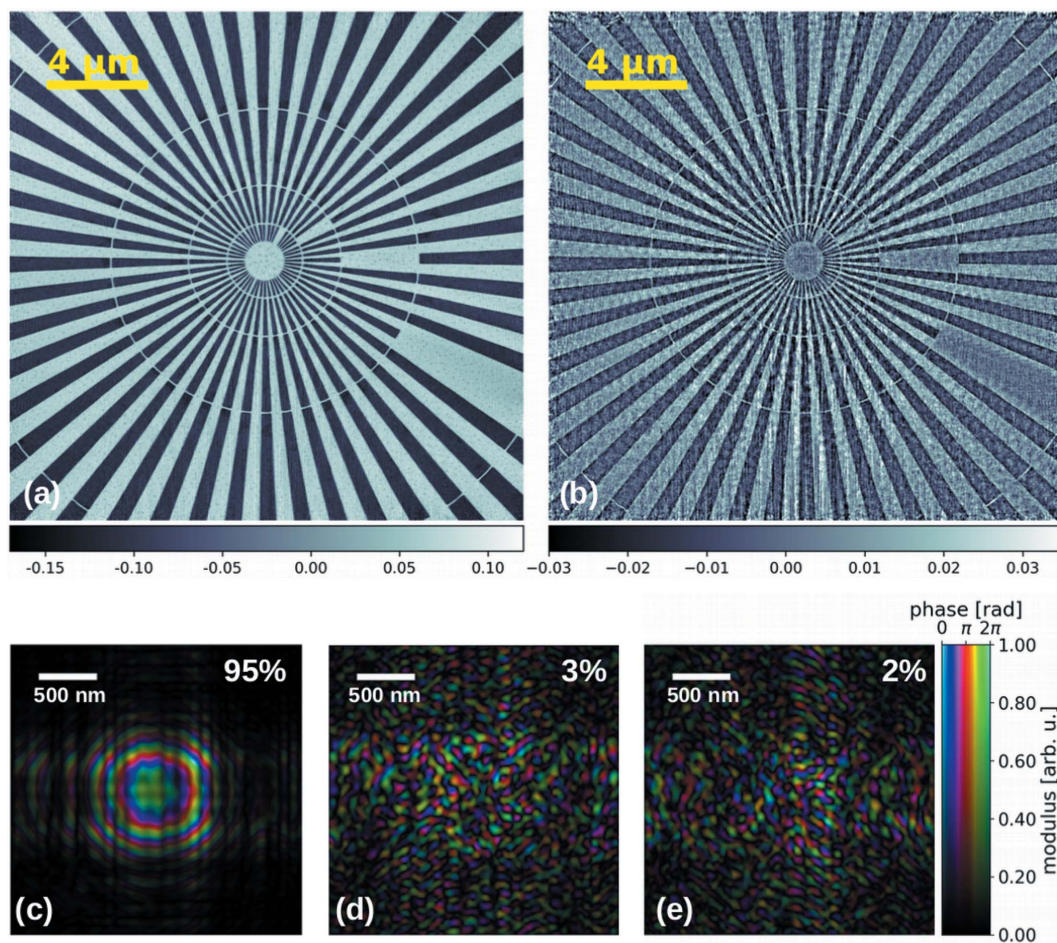 4 μm
4 μm
(a)
(b)
-0.15 -0.10 -0.05 0.00 0.05 0.10
-0.03 -0.02 -0.01 0.00 0.01 0.02 0.03
phase [rad]
0 π 2π
95%
500 nm
(c)
3%
500 nm
(d)
2%
500 nm
(e)
1.00
0.80
0.60
0.40
0.20
0.00
modulus [arb. u.]